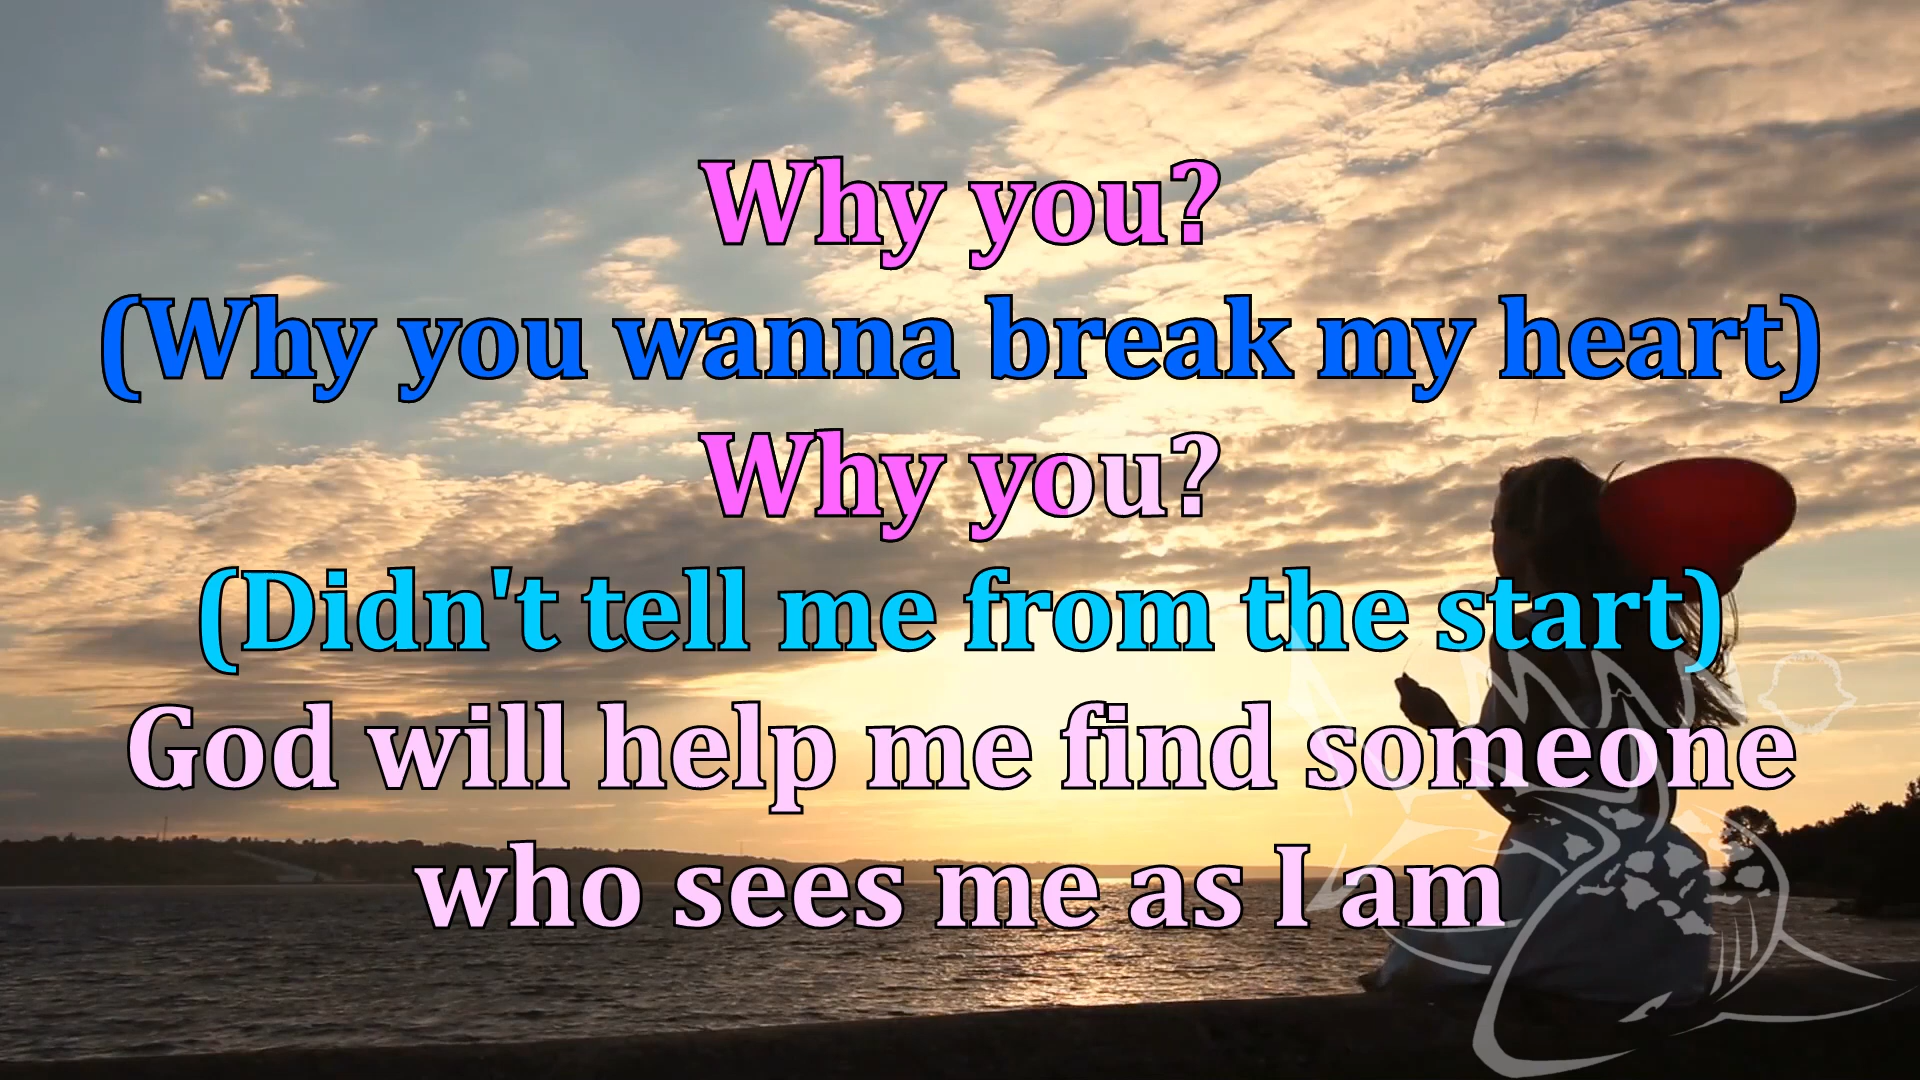 Why you?
(Why you wanna break my heart)
Why you?
(Didn't tell me from the start)
God will help me find someone
who sees me as I am